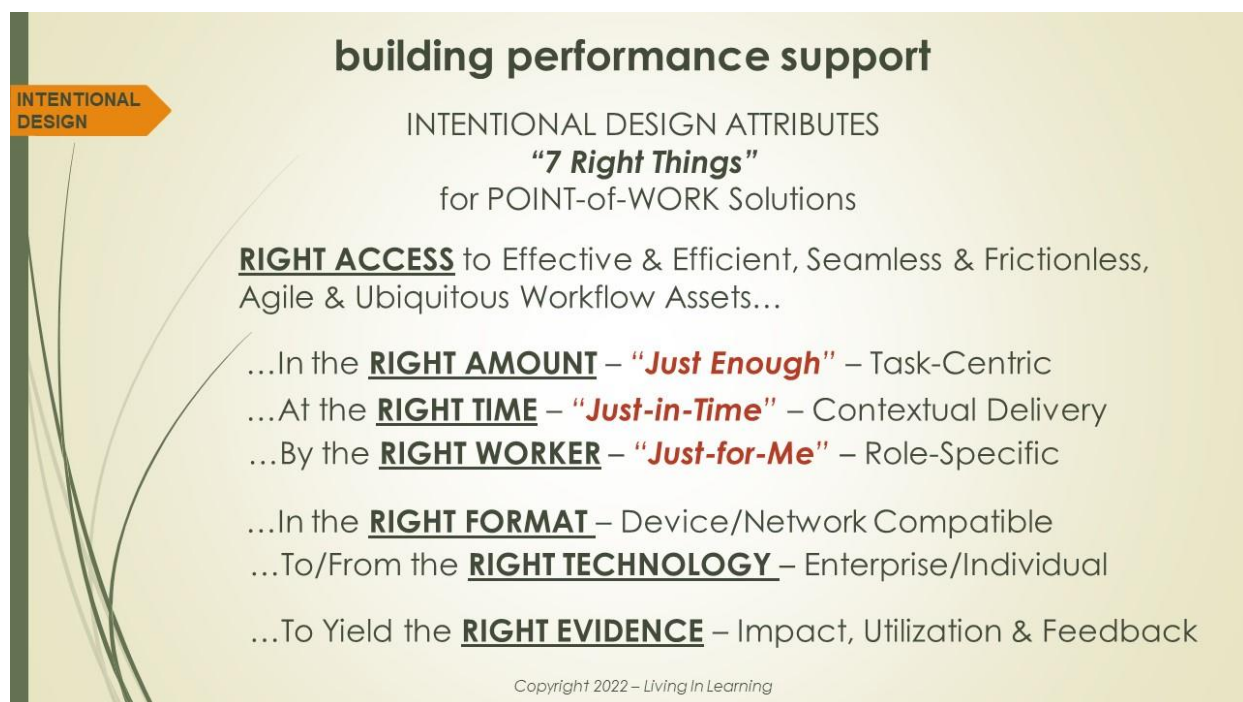 building performance support
INTENTIONAL
DESIGN
INTENTIONAL DESIGN ATTRIBUTES
“7 Right Things”
for POINT-of-WORK Solutions
RIGHT ACCESS to Effective & Efficient, Seamless & Frictionless,
Agile & Ubiquitous Workflow Assets…
…In the RIGHT AMOUNT – “Just Enough” – Task-Centric
…At the RIGHT TIME – “Just-in-Time” – Contextual Delivery
…By the RIGHT WORKER – “Just-for-Me” – Role-Specific
…In the RIGHT FORMAT – Device/Network Compatible
…To/From the RIGHT TECHNOLOGY – Enterprise/Individual
…To Yield the RIGHT EVIDENCE – Impact, Utilization & Feedback
Copyright 2022 – Living In Learning